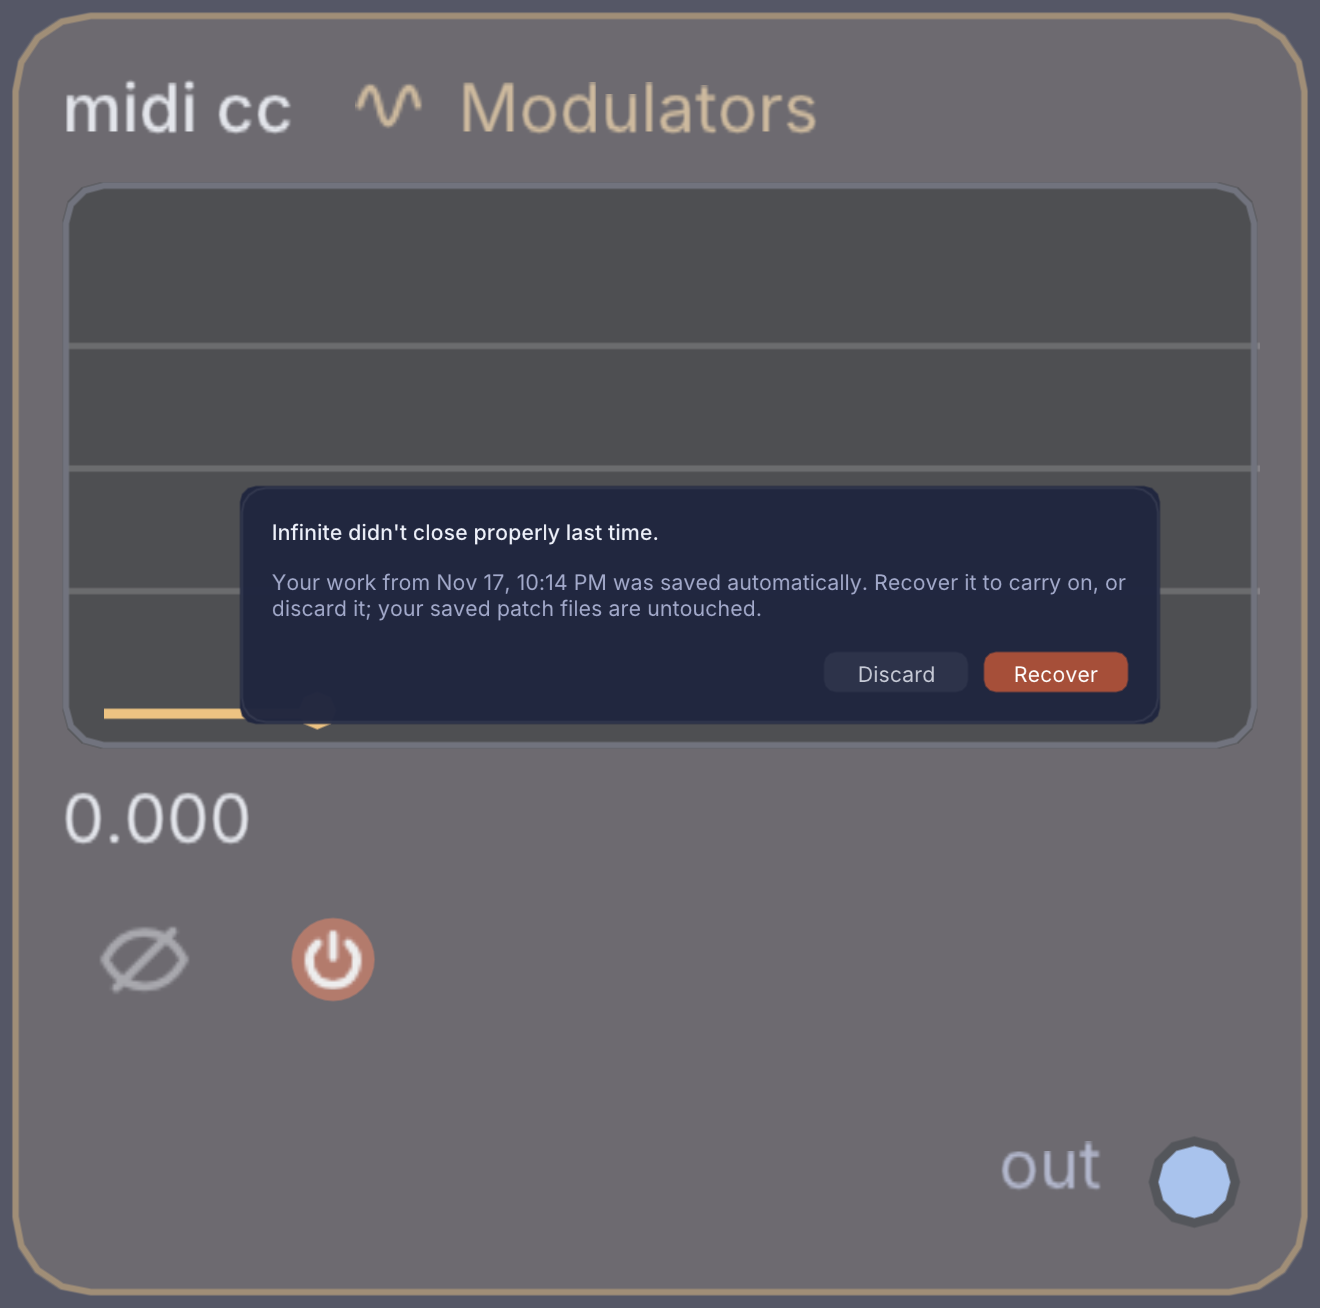 midi cc Modulators
Infinite didn't close properly last time.
Your work from Nov 17, 10:14 PM was saved automatically. Recover it to carry on, or
discard it; your saved patch files are untouched.
Discard Recover
0.000
out